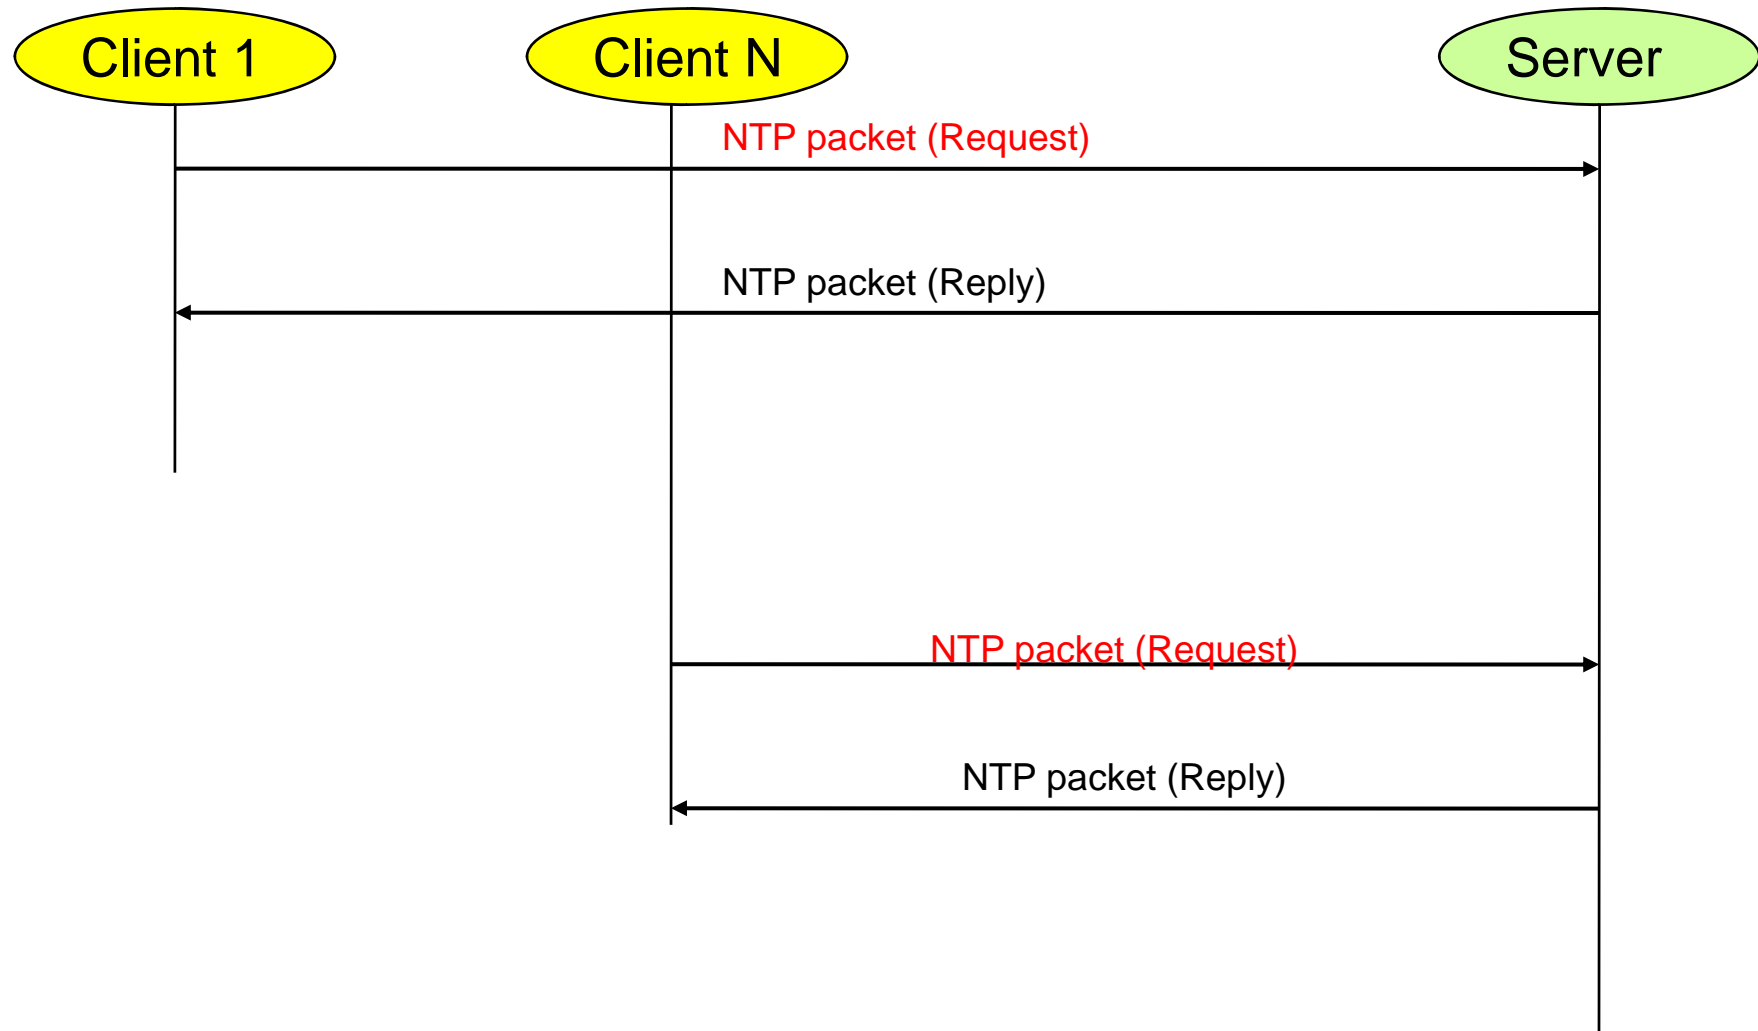 Client 1
Client N
Server
NTP packet (Request)
NTP packet (Reply)
NTP packet (Request)
NTP packet (Reply)